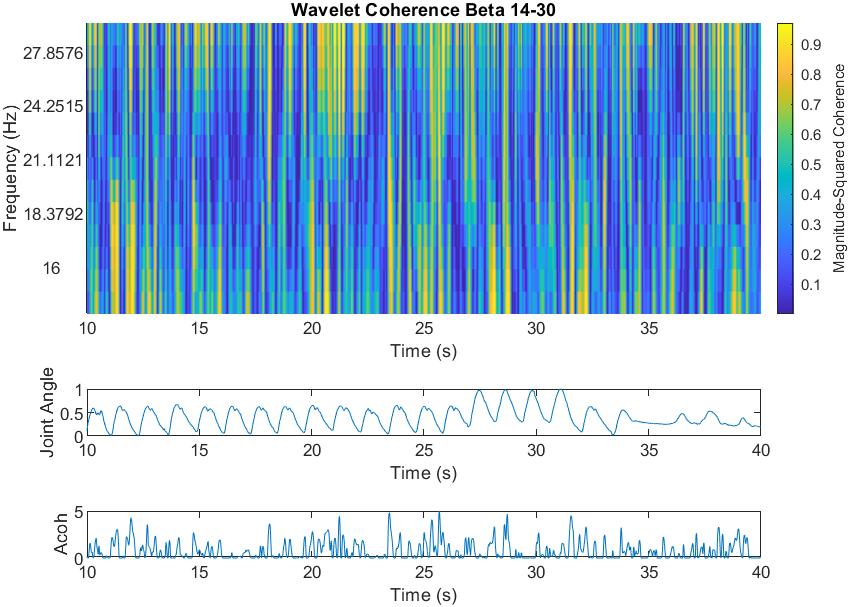 Wavelet Coherence Beta 14-30
Frequency (Hz)
27.8576
24.2515
21.1121
18.3792
16
10 15 20 25 30 35
Time (s)
0.9
0.8
0.7
0.6
0.5
0.4
0.3
0.2
0.1
Magnitude-Squared Coherence
Joint Angle
1
0.5
0
10 15 20 25 30 35 40
Time (s)
Acoh
5
0
10 15 20 25 30 35 40
Time (s)